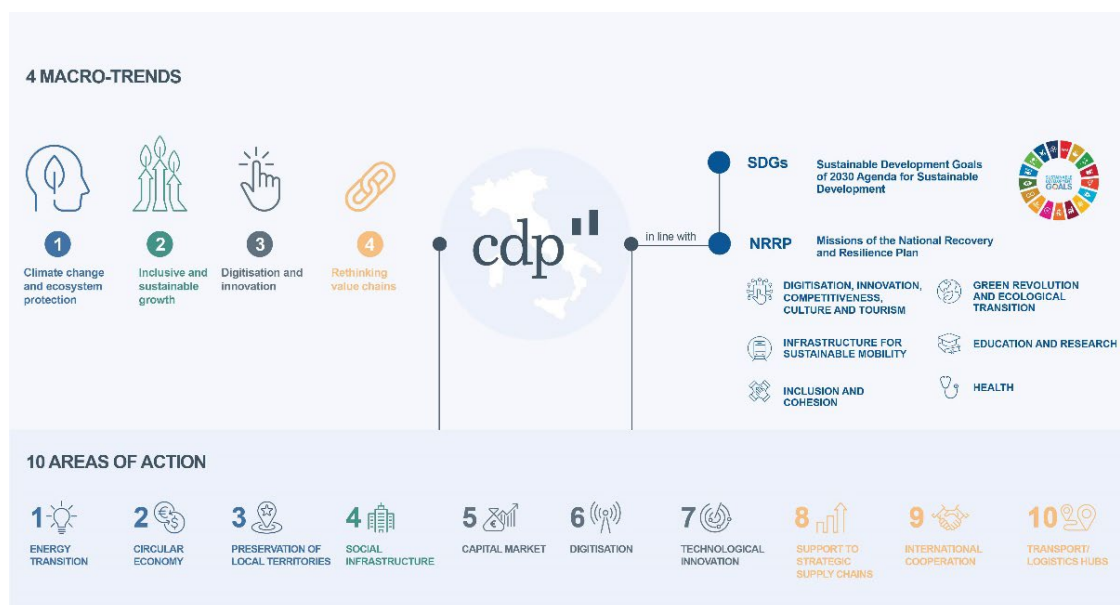 4 MACRO-TRENDS
1
Climate change
and ecosystem
protection
2
Inclusive and
sustainable
growth
3
Digitisation and
innovation
4
Rethinking
value chains
cdp
in line with
SDGs
Sustainable Development Goals
of 2030 Agenda for Sustainable
Development
SUSTAINABLE
DEVELOPMENT
GOALS
NRRP
Missions of the National Recovery
and Resilience Plan
DIGITISATION, INNOVATION,
COMPETITIVENESS,
CULTURE AND TOURISM
GREEN REVOLUTION
AND ECOLOGICAL
TRANSITION
INFRASTRUCTURE FOR
SUSTAINABLE MOBILITY
EDUCATION AND RESEARCH
INCLUSION AND
COHESION
HEALTH
10 AREAS OF ACTION
1
ENERGY
TRANSITION
2
€
$
CIRCULAR
ECONOMY
3
PRESERVATION OF
LOCAL TERRITORIES
4
SOCIAL
INFRASTRUCTURE
5
€
CAPITAL MARKET
6
DIGITISATION
7
TECHNOLOGICAL
INNOVATION
8
SUPPORT TO
STRATEGIC
SUPPLY CHAINS
9
INTERNATIONAL
COOPERATION
10
TRANSPORT/
LOGISTICS HUBS